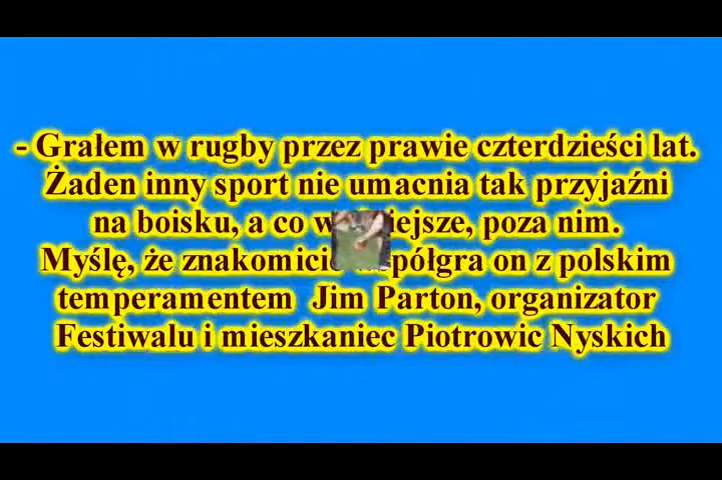 - Grałem w rugby przez prawie czterdzieści lat.
Żaden inny sport nie umacnia tak przyjaźni
na boisku, a co poza nim.
Myślę, że on z polskim
temperamentem Jim Parton, organizator
Festiwalu i mieszkaniec Piotrowic Nyskich